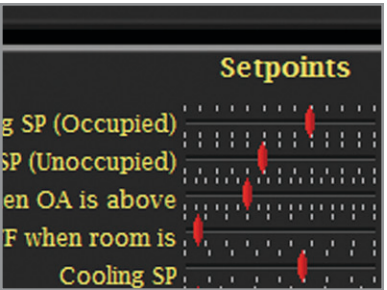 Setpoints
g SP (Occupied)
SP (Unoccupied)
en OA is above
F when room is
Cooling SP